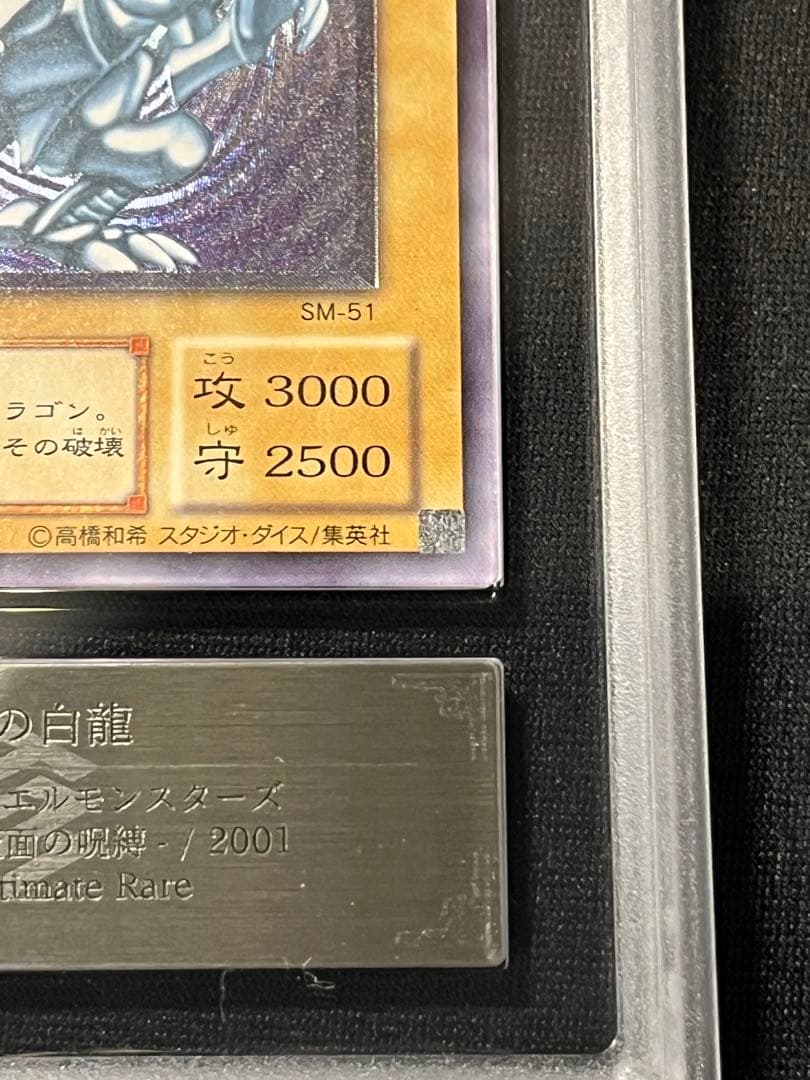 SM-51
こう
攻 3000
しゅ
守 2500
ラゴン。
は かい
その破壊
©高橋和希 スタジオ・ダイス/集英社
の白龍
エルモンスターズ
面の呪縛 - / 2001
timate Rare